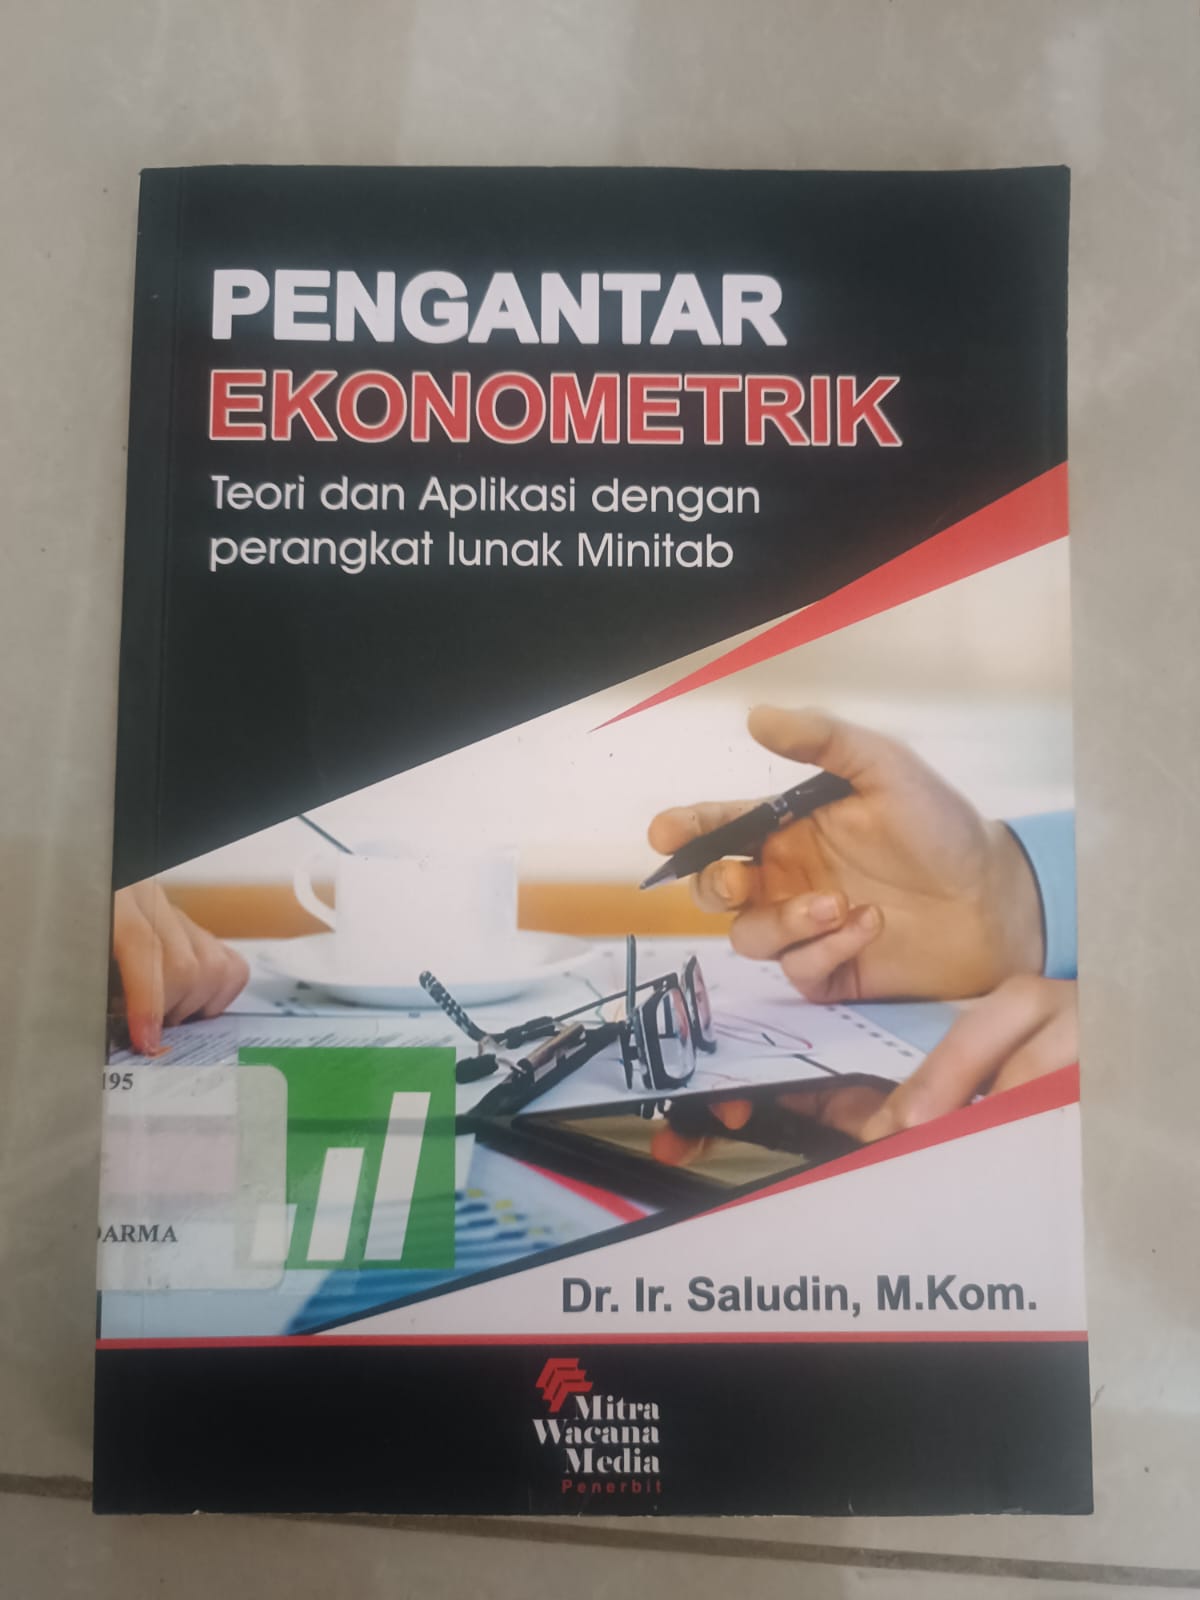 PENGANTAR
EKONOMETRIK
Teori dan Aplikasi dengan
perangkat lunak Minitab
195
DARMA
Dr. Ir. Saludin, M.Kom.
Mitra
Wacana
Media
Penerbit